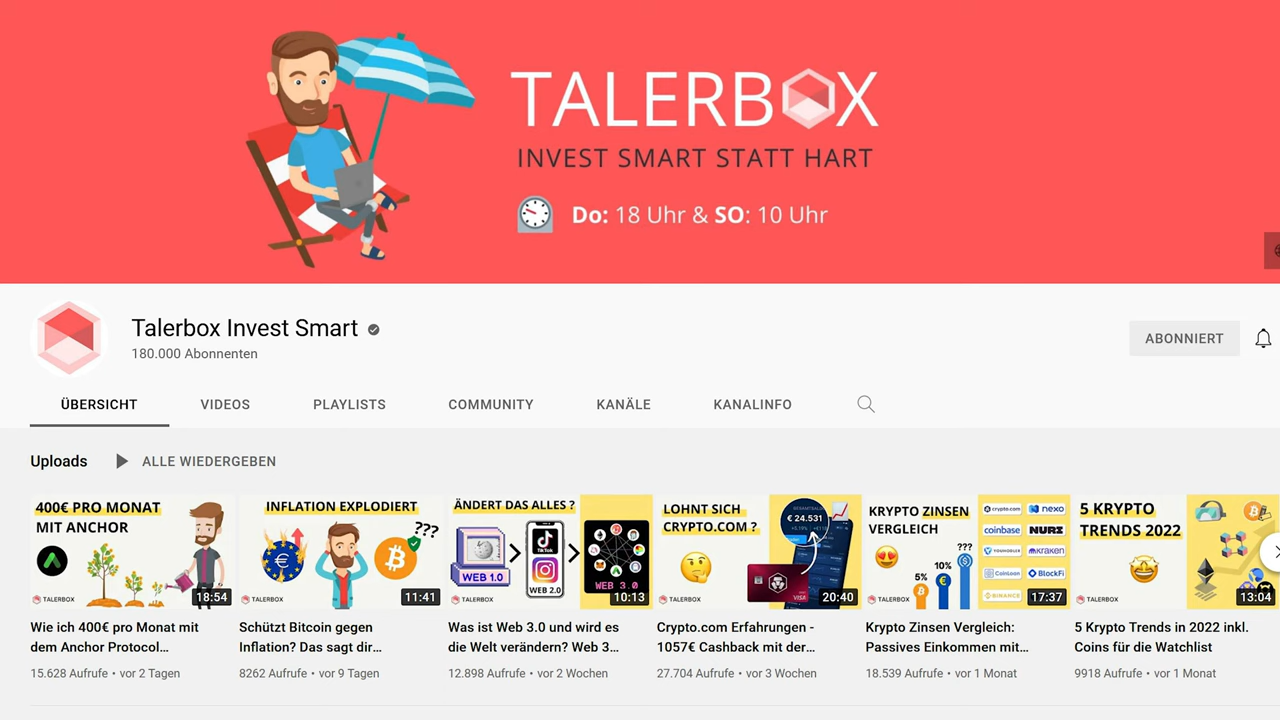 TALERBOX
INVEST SMART STATT HART
Do: 18 Uhr & SO: 10 Uhr
Talerbox Invest Smart
180.000 Abonnenten
ABONNIERT
ÜBERSICHT VIDEOS PLAYLISTS COMMUNITY KANÄLE KANALINFO
Uploads ALLE WIEDERGEBEN
400€ PRO MONAT
MIT ANCHOR
TALERBOX
18:54
Wie ich 400€ pro Monat mit
dem Anchor Protocol...
15.628 Aufrufe • vor 2 Tagen
INFLATION EXPLODIERT
???
TALERBOX
11:41
Schützt Bitcoin gegen
Inflation? Das sagt dir...
8262 Aufrufe • vor 9 Tagen
ÄNDERT DAS ALLES ?
WEB 1.0
TikTok
WEB 2.0
WEB 3.0
TALERBOX
10:13
Was ist Web 3.0 und wird es
die Welt verändern? Web 3...
12.898 Aufrufe • vor 2 Wochen
LOHNT SICH
CRYPTO.COM ?
€ 24.531
VISA
TALERBOX
20:40
Crypto.com Erfahrungen -
1057€ Cashback mit der...
27.704 Aufrufe • vor 3 Wochen
KRYPTO ZINSEN
VERGLEICH
5%
10%
???
crypto.com nexo
coinbase NURI
YOUHODLER kraken
CoinLoan BlockFi
BINANCE
TALERBOX
17:37
Krypto Zinsen Vergleich:
Passives Einkommen mit...
18.539 Aufrufe • vor 1 Monat
5 KRYPTO
TRENDS 2022
TALERBOX
13:04
5 Krypto Trends in 2022 inkl.
Coins für die Watchlist
9918 Aufrufe • vor 1 Monat